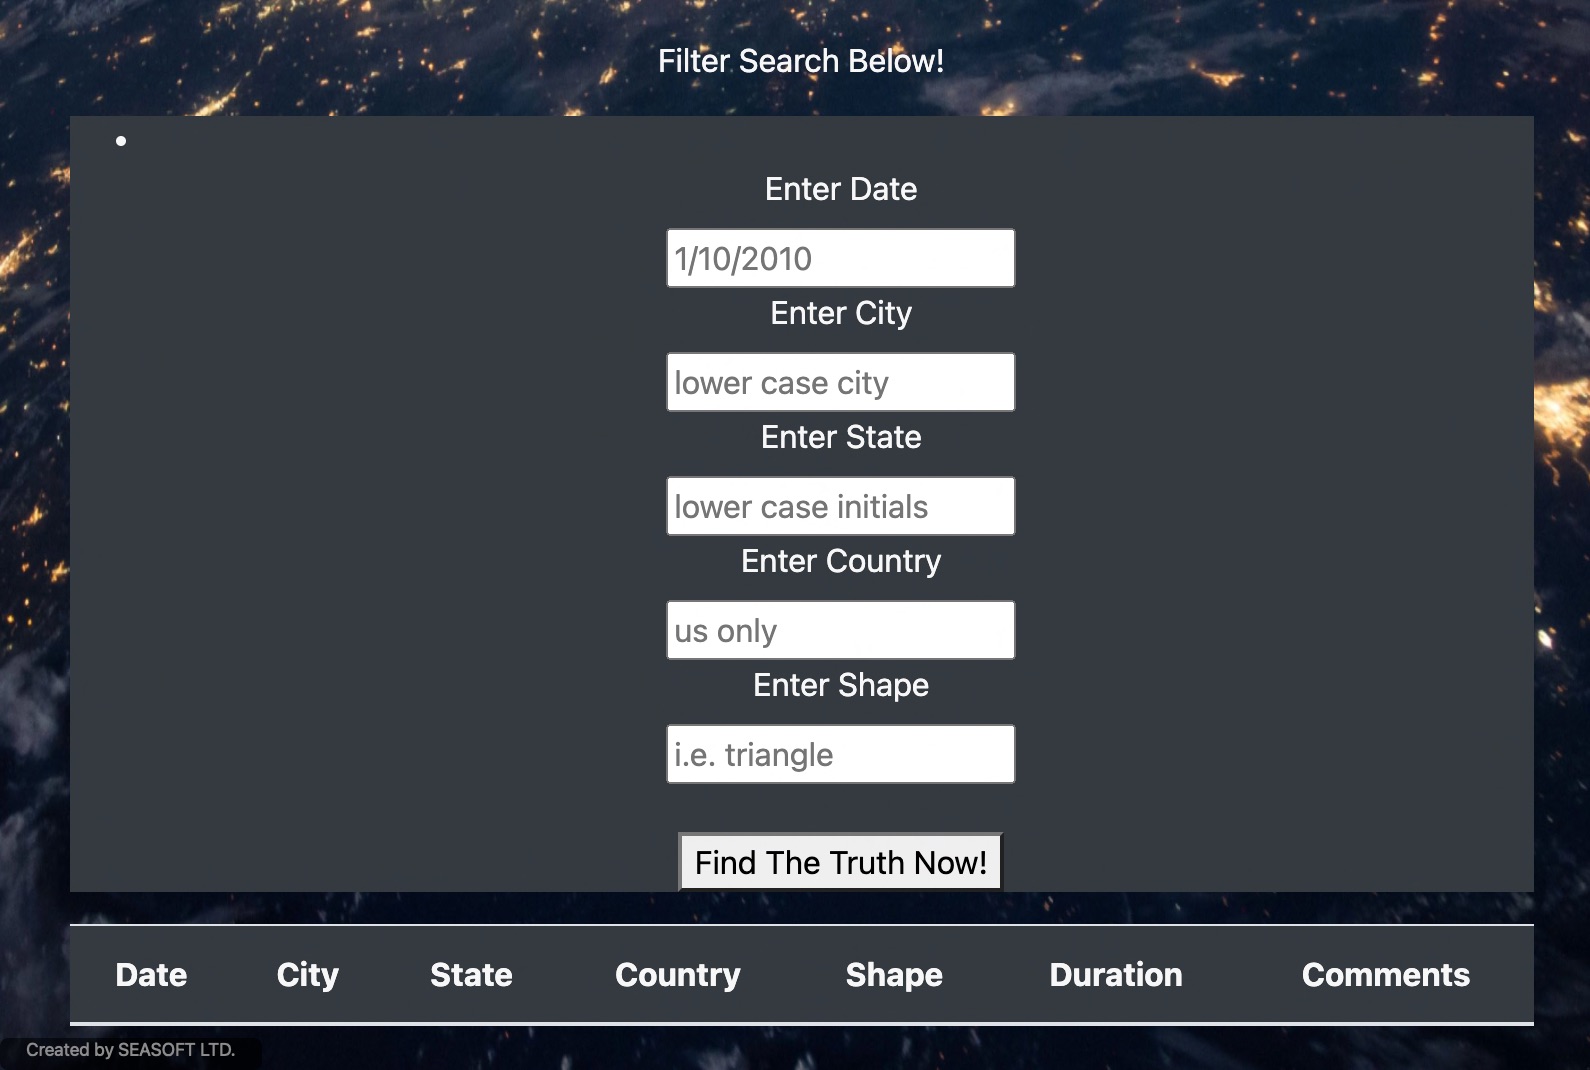 Filter Search Below!
Enter Date
1/10/2010
Enter City
lower case city
Enter State
lower case initials
Enter Country
us only
Enter Shape
i.e. triangle
Find The Truth Now!
Date City State Country Shape Duration Comments
Created by SEASOFT LTD.